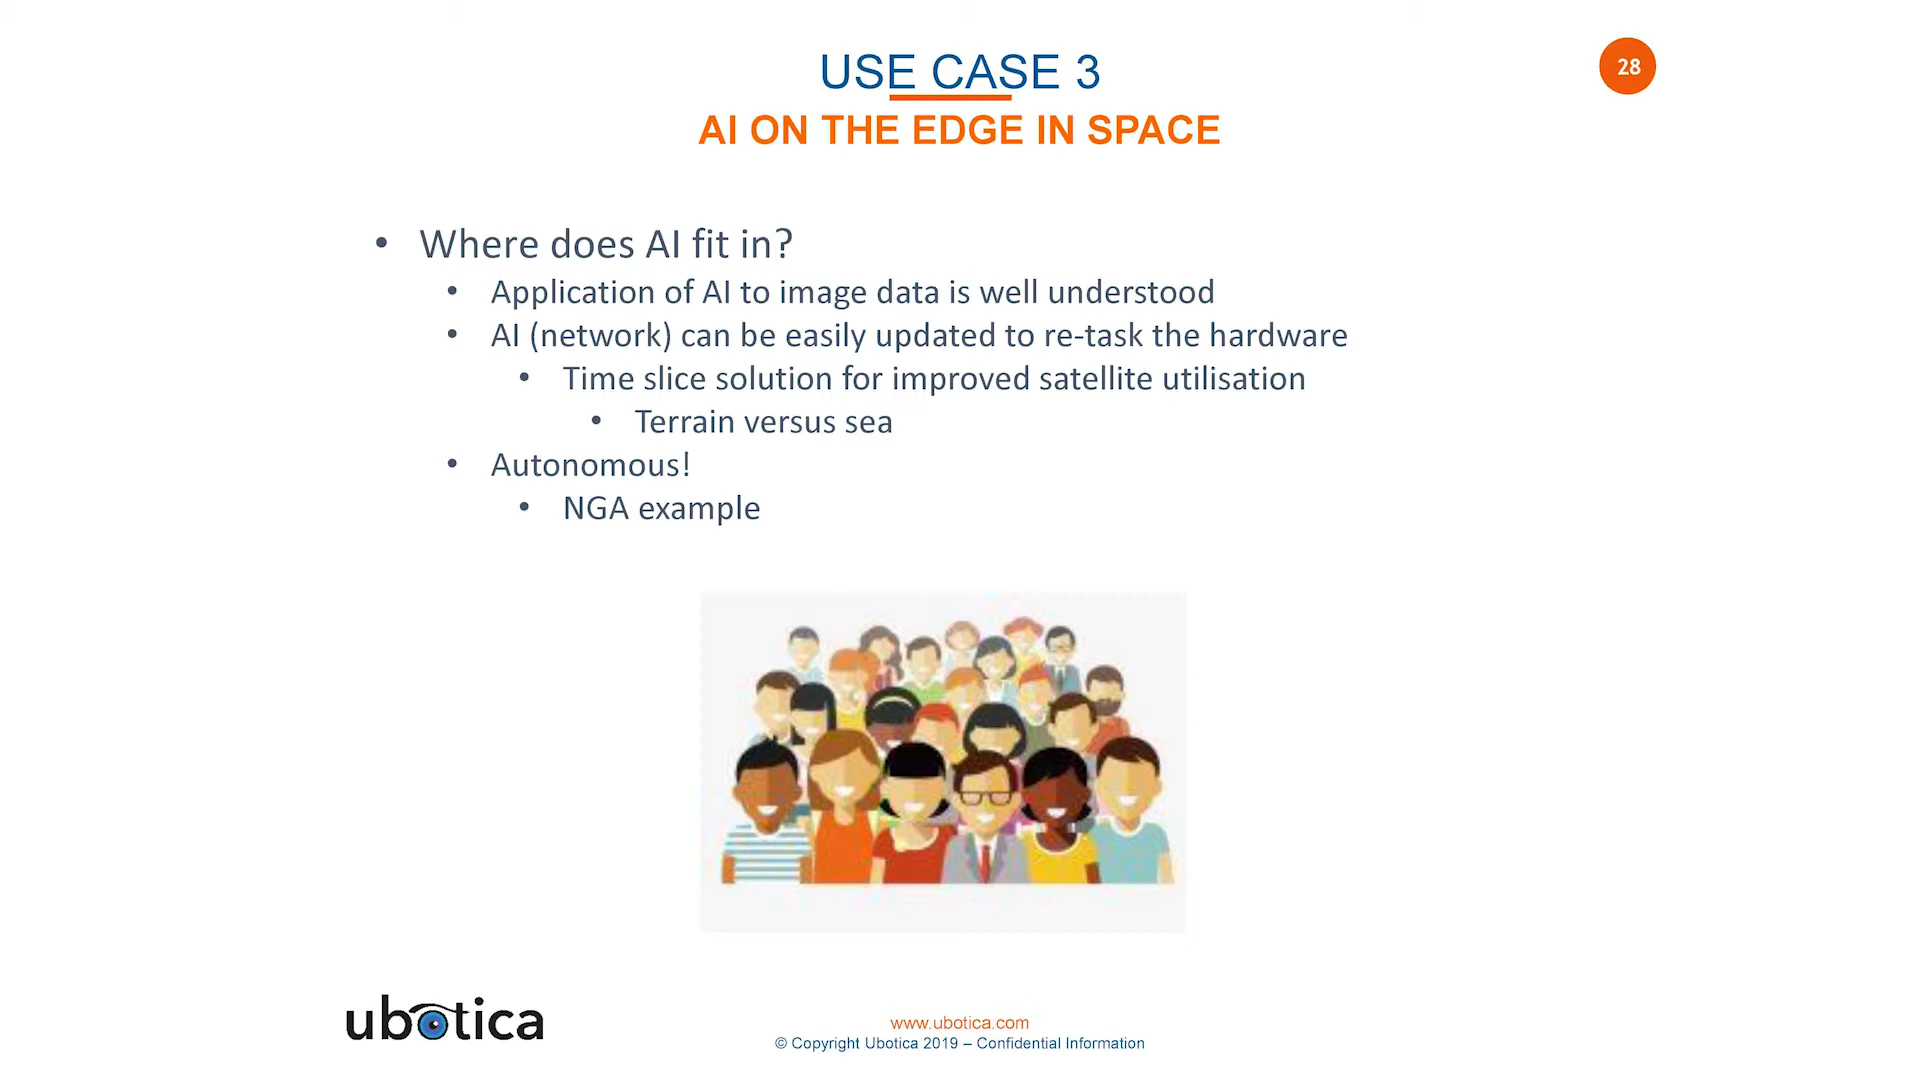 USE CASE 3
28
AI ON THE EDGE IN SPACE
• Where does AI fit in?
• Application of AI to image data is well understood
• AI (network) can be easily updated to re-task the hardware
• Time slice solution for improved satellite utilisation
• Terrain versus sea
• Autonomous!
• NGA example
ubotica
www.ubotica.com
© Copyright Ubotica 2019 – Confidential Information